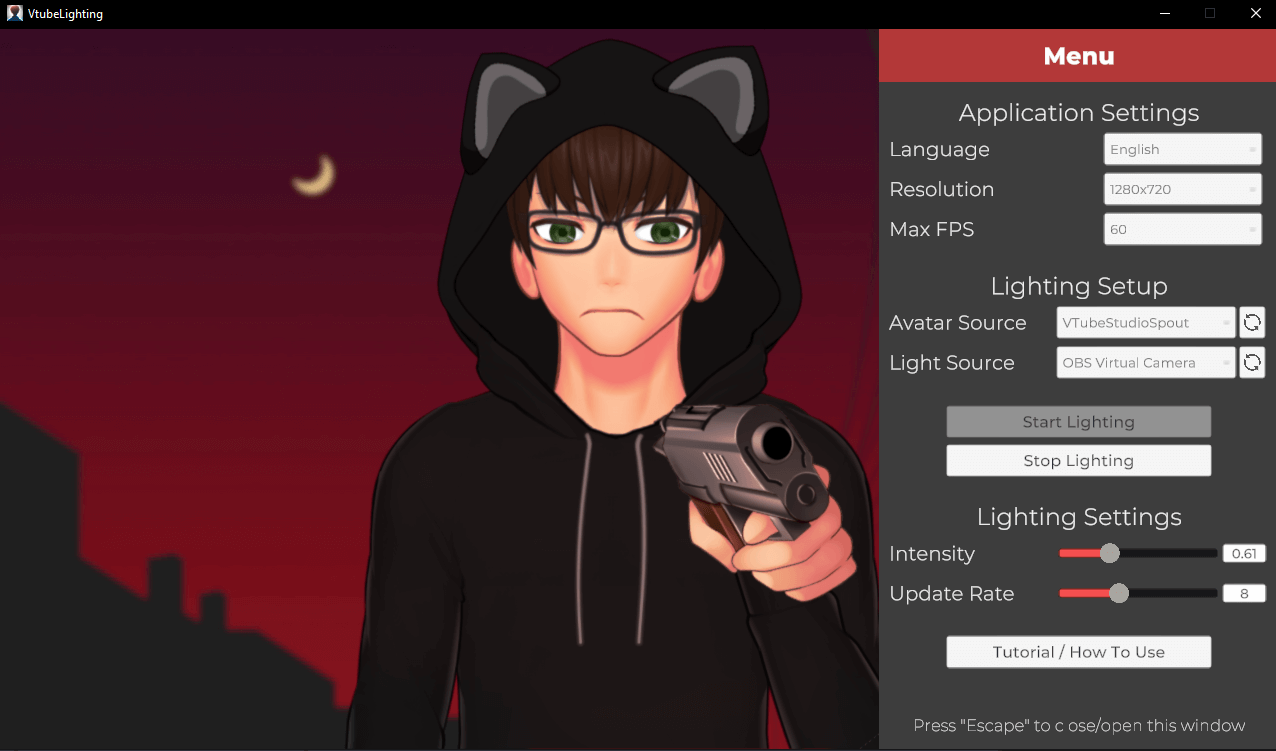 VtubeLighting
Menu
Application Settings
Language English
Resolution 1280x720
Max FPS 60
Lighting Setup
Avatar Source VTubeStudioSpout
Light Source OBS Virtual Camera
Start Lighting
Stop Lighting
Lighting Settings
Intensity 0.61
Update Rate 8
Tutorial / How To Use
Press "Escape" to c ose/open this window